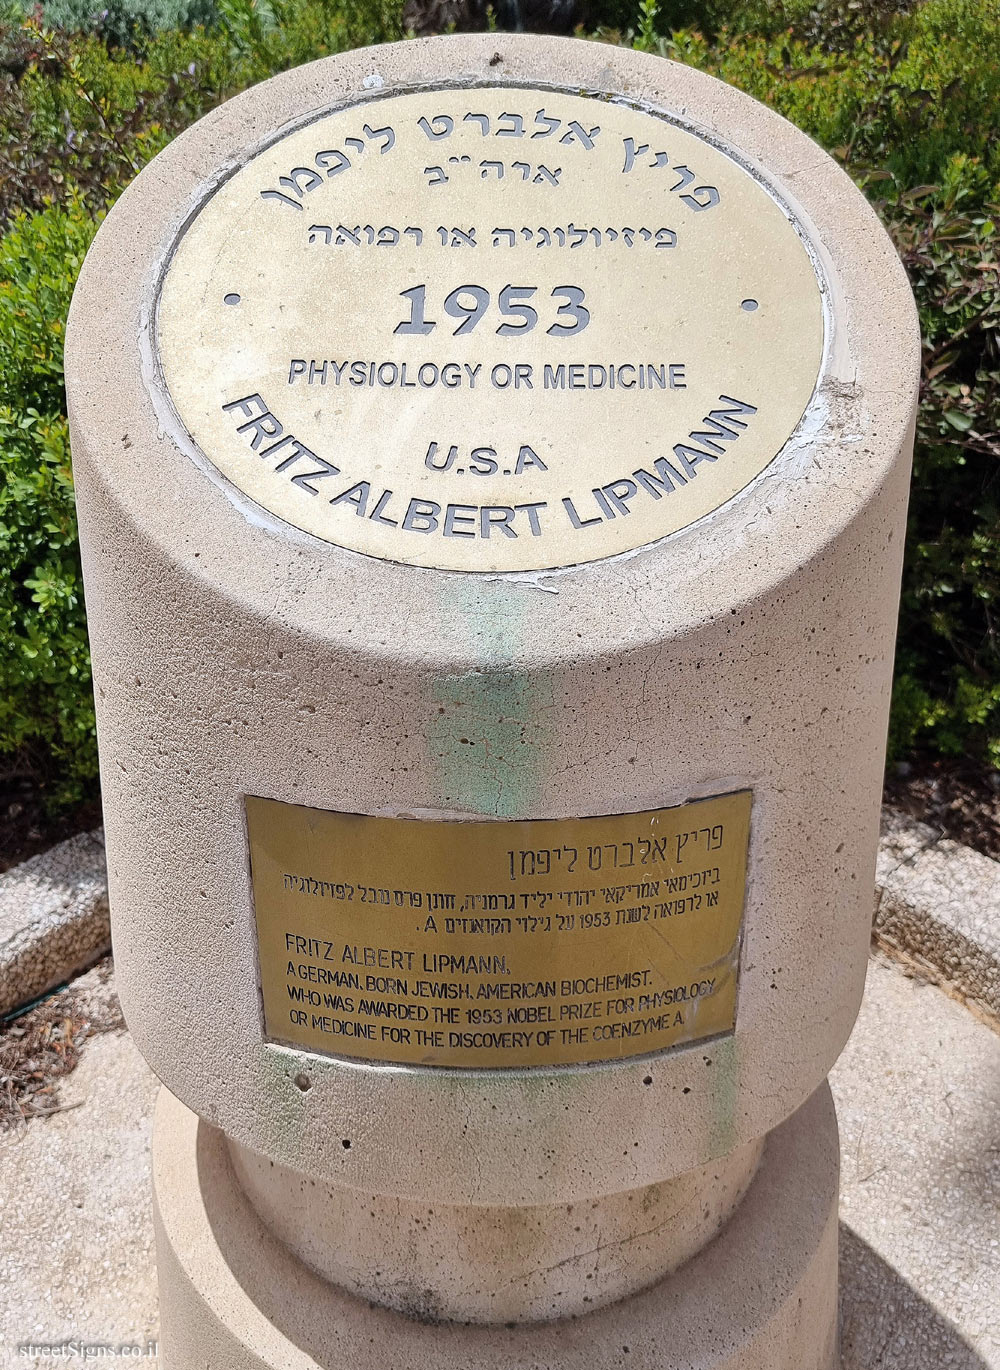 פריץ אלברט ליפמן
ארה"ב
פיזיולוגיה או רפואה
1953
PHYSIOLOGY OR MEDICINE
U.S.A
FRITZ ALBERT LIPMANN
פריץ אלברט ליפמן
ביוכימאי אמריקאי יהודי יליד גרמניה, חונן פרס נובל לפזיולוגיה
או לרפואה לשנת 1953 על גילוי הקואנזים A.
FRITZ ALBERT LIPMANN,
A GERMAN, BORN JEWISH, AMERICAN BIOCHEMIST.
WHO WAS AWARDED THE 1953 NOBEL PRIZE FOR PHYSIOLOGY
OR MEDICINE FOR THE DISCOVERY OF THE COENZYME A.
streetSigns.co.il